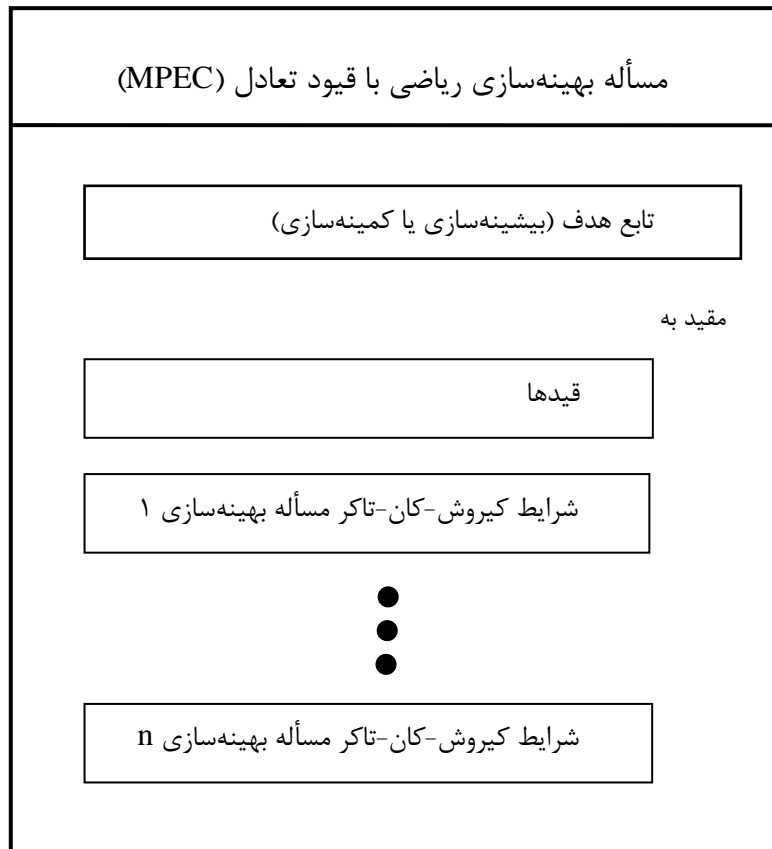 مسأله بهینه‌سازی ریاضی با قیود تعادل (MPEC)
تابع هدف (بیشینه‌سازی یا کمینه‌سازی)
مقید به
قیدها
شرایط کیروش-کان-تاکر مسأله بهینه‌سازی ۱
شرایط کیروش-کان-تاکر مسأله بهینه‌سازی n